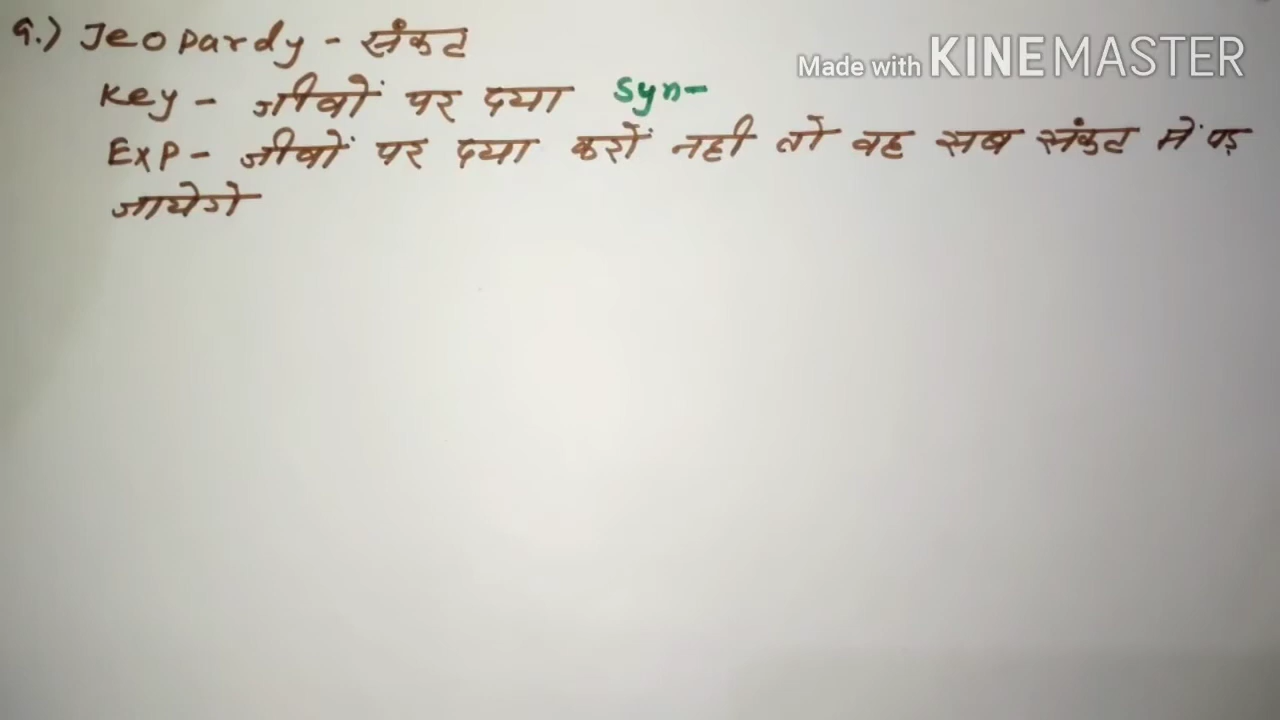 9.) Jeopardy - संकट
Made with KINEMASTER
Key - जीवों पर दया Syn-
Exp - जीवों पर दया करों नही तो वह सब संकट में पड़
जायेगे